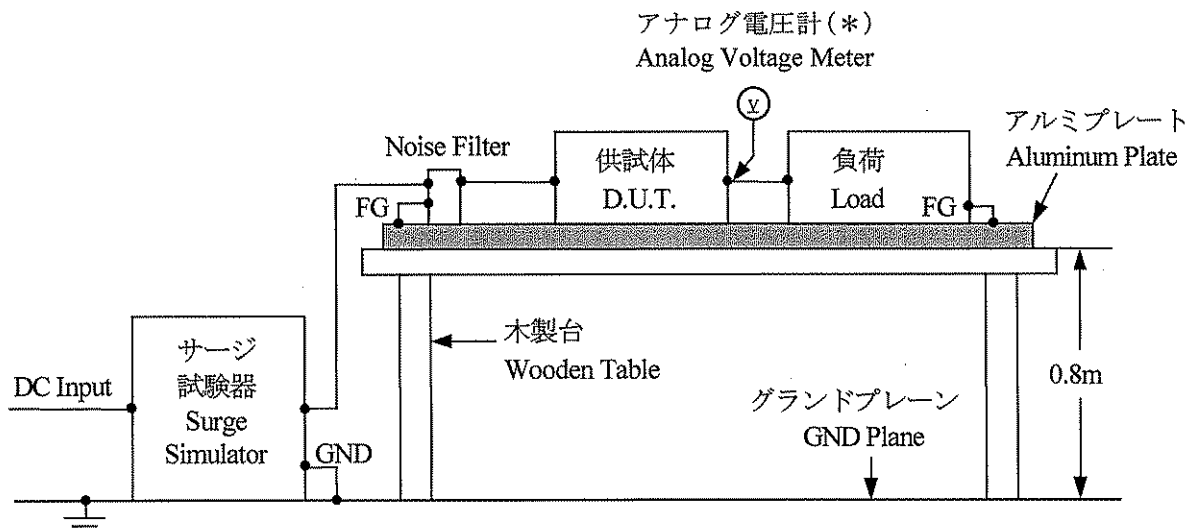 アナログ電圧計(*)
Analog Voltage Meter
V
アルミプレート
Aluminum Plate
Noise Filter
供試体
D.U.T.
負荷
Load
FG
FG
木製台
Wooden Table
0.8m
サージ
試験器
Surge
Simulator
DC Input
GND
グランドプレーン
GND Plane